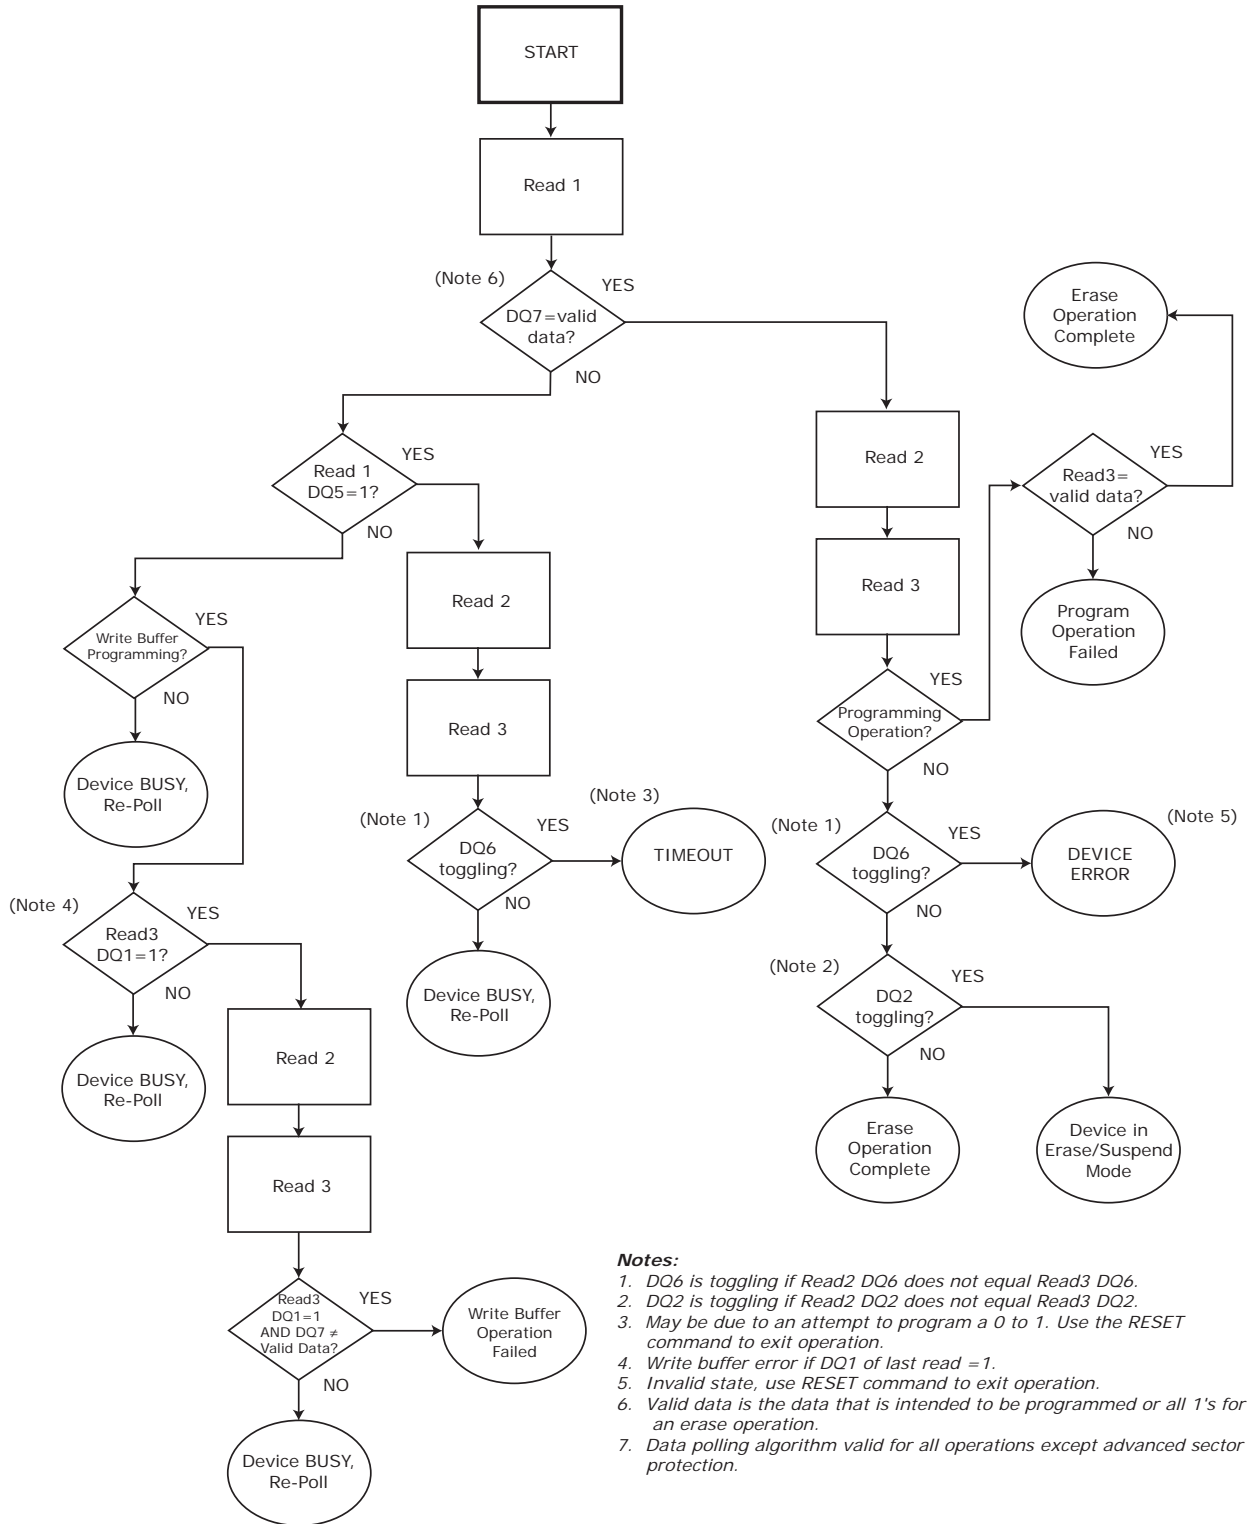 START
Read 1
(Note 6)
YES
DQ7=valid
data?
NO
Erase
Operation
Complete
Read 1
DQ5=1?
YES
NO
Read 2
Read3=
valid data?
YES
NO
Write Buffer
Programming?
YES
NO
Read 2
Read 3
Program
Operation
Failed
Device BUSY,
Re-Poll
Read 3
Programming
Operation?
YES
NO
(Note 1)
DQ6
toggling?
YES
NO
(Note 3)
TIMEOUT
(Note 1)
DQ6
toggling?
YES
NO
DEVICE
ERROR
(Note 5)
(Note 4)
Read3
DQ1=1?
YES
NO
Device BUSY,
Re-Poll
(Note 2)
DQ2
toggling?
YES
NO
Device BUSY,
Re-Poll
Read 2
Read 3
Erase
Operation
Complete
Device in
Erase/Suspend
Mode
Read3
DQ1=1
AND DQ7 ≠
Valid Data?
YES
NO
Write Buffer
Operation
Failed
Device BUSY,
Re-Poll
Notes:
1. DQ6 is toggling if Read2 DQ6 does not equal Read3 DQ6.
2. DQ2 is toggling if Read2 DQ2 does not equal Read3 DQ2.
3. May be due to an attempt to program a 0 to 1. Use the RESET
command to exit operation.
4. Write buffer error if DQ1 of last read =1.
5. Invalid state, use RESET command to exit operation.
6. Valid data is the data that is intended to be programmed or all 1's for
an erase operation.
7. Data polling algorithm valid for all operations except advanced sector
protection.